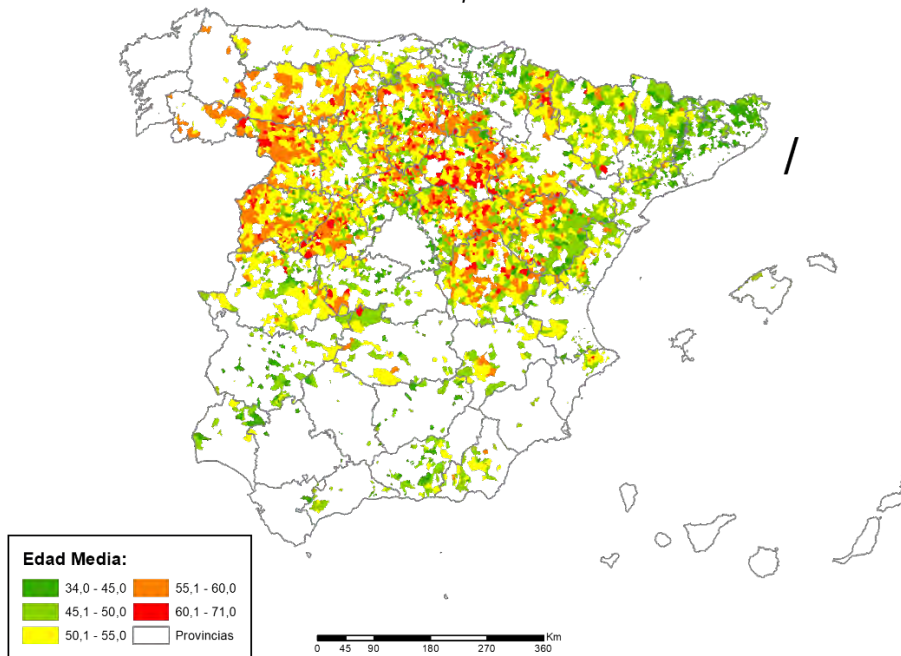 /
Edad Media:
34,0 - 45,0
55,1 - 60,0
45,1 - 50,0
60,1 - 71,0
50,1 - 55,0
Provincias
Km
0 45 90 180 270 360